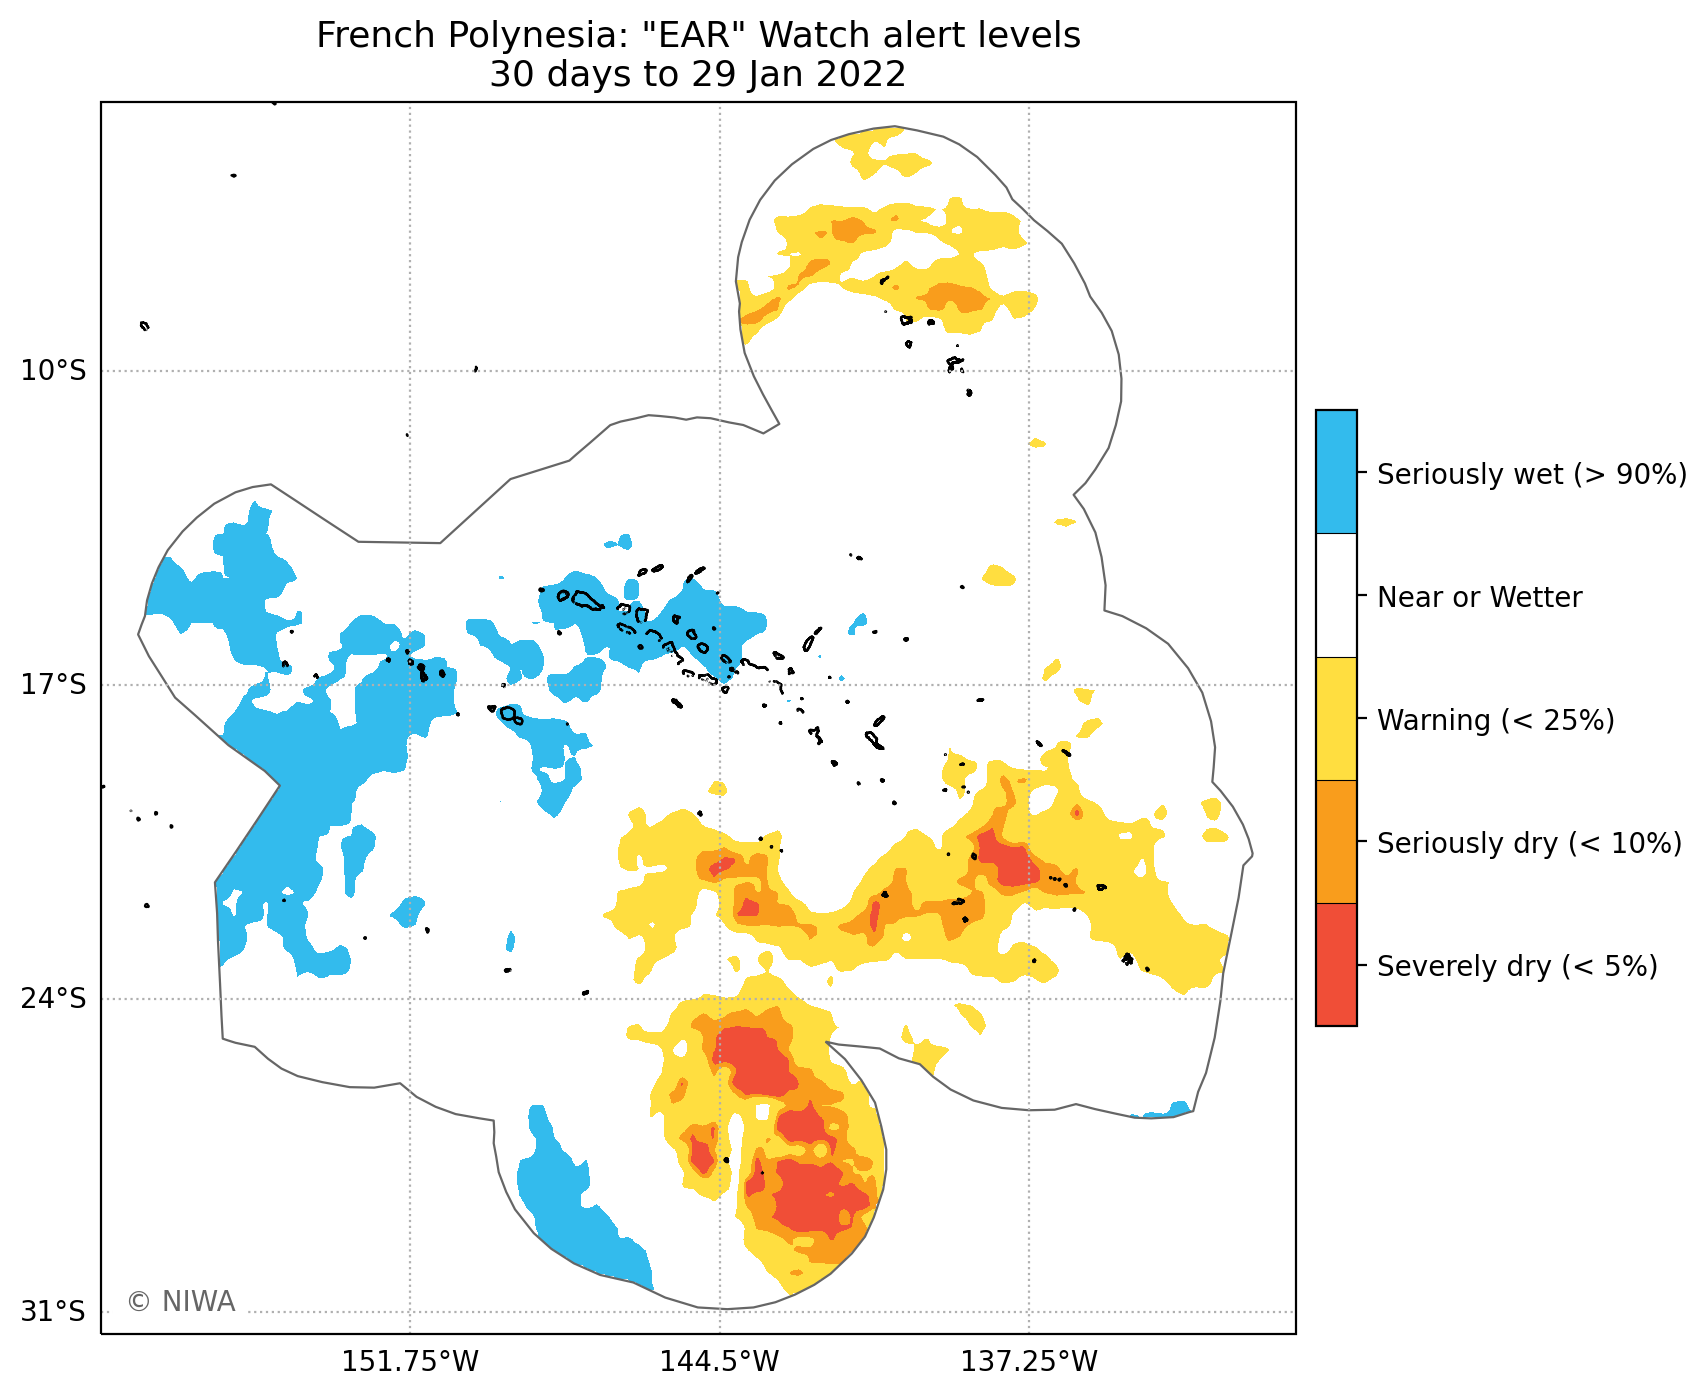 French Polynesia: "EAR" Watch alert levels
30 days to 29 Jan 2022
10°S
17°S
24°S
31°S
151.75°W
144.5°W
137.25°W
Seriously wet (> 90%)
Near or Wetter
Warning (< 25%)
Seriously dry (< 10%)
Severely dry (< 5%)
© NIWA